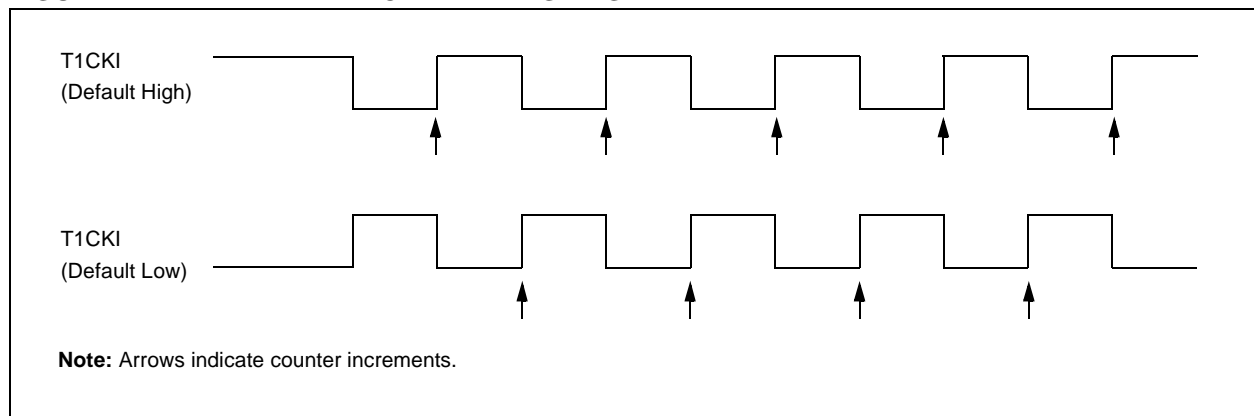 T1CKI
(Default High)
T1CKI
(Default Low)
Note: Arrows indicate counter increments.